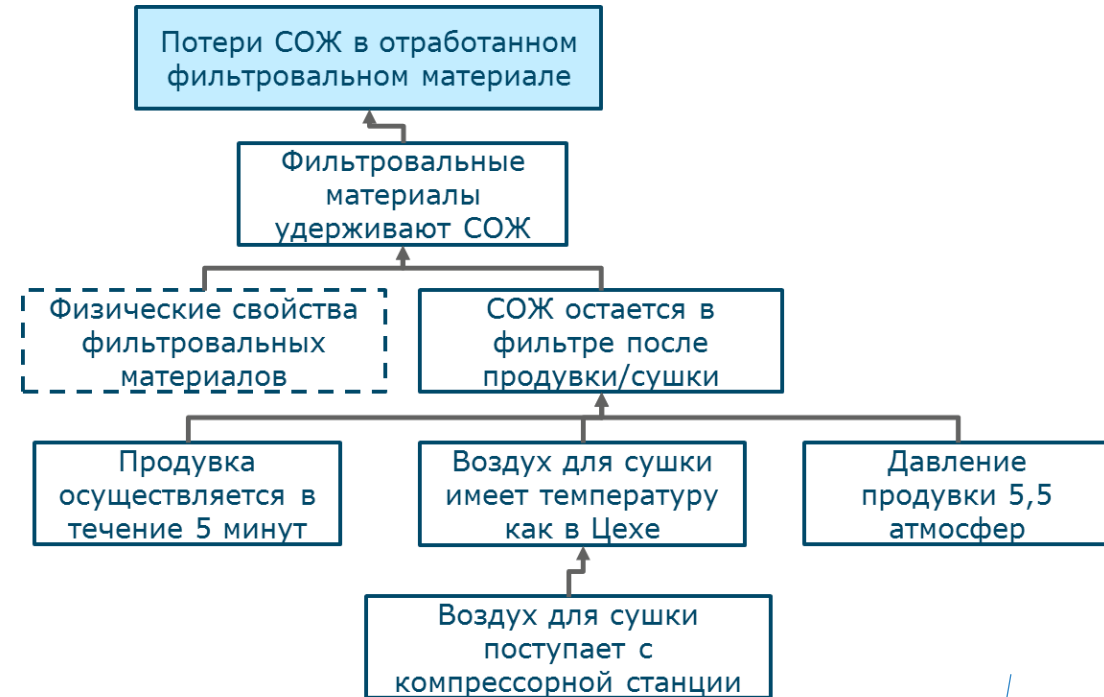 Потери СОЖ в отработанном
фильтровальном материале
Фильтровальные
материалы
удерживают СОЖ
Физические свойства
фильтровальных
материалов
СОЖ остается в
фильтре после
продувки/сушки
Продувка
осуществляется в
течение 5 минут
Воздух для сушки
имеет температуру
как в Цехе
Давление
продувки 5,5
атмосфер
Воздух для сушки
поступает с
компрессорной станции